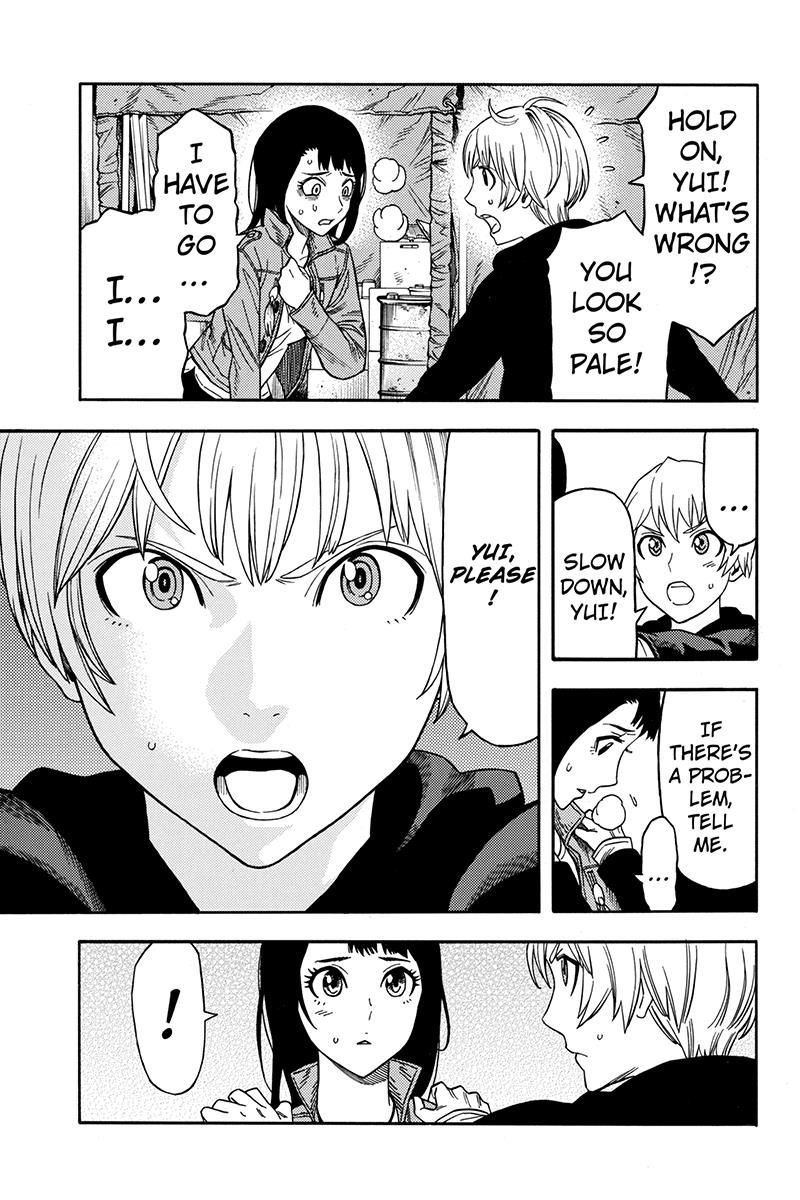 HOLD
ON,
YUI!
WHAT'S
WRONG
!?
YOU
LOOK
SO
PALE!
I
HAVE
TO
GO
...
I...
I...
...
SLOW
DOWN,
YUI!
IF
THERE'S
A PROB-
LEM,
TELL
ME.
...
YUI,
PLEASE
!
!